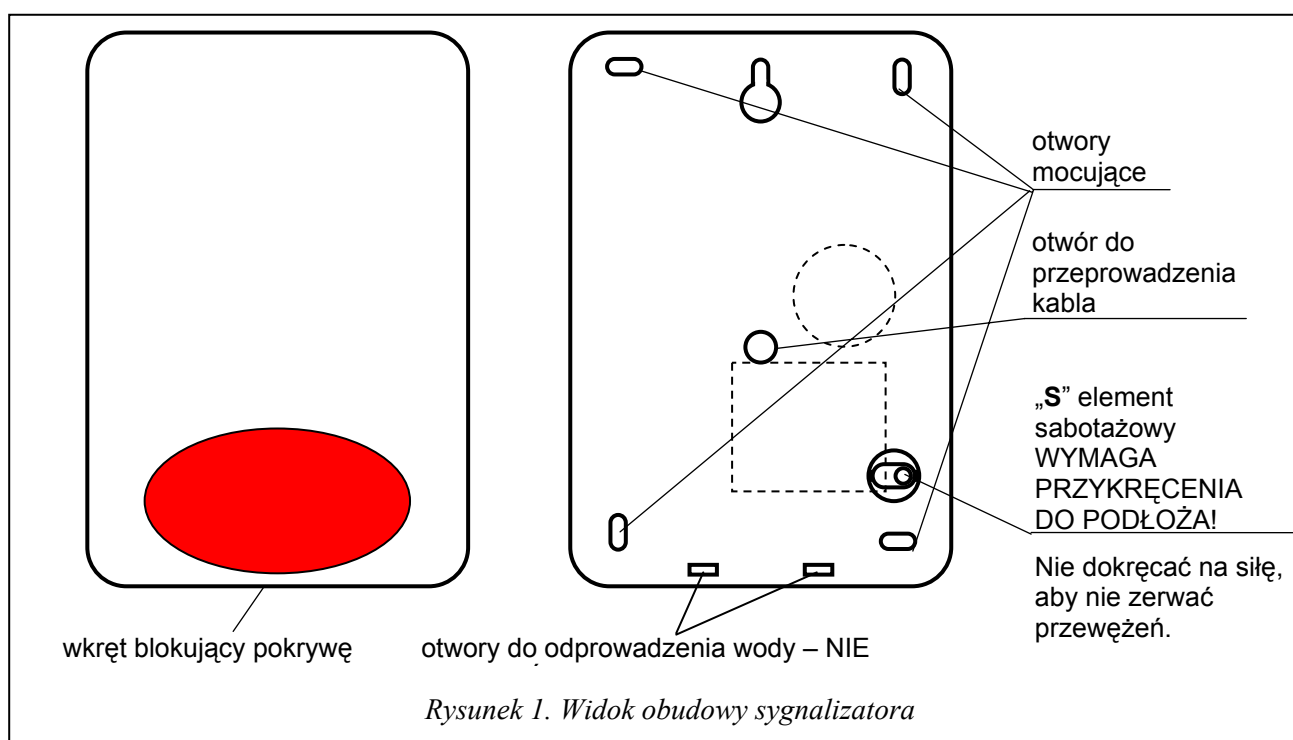 otwory
mocujące
otwór do
przeprowadzenia
kabla
„S” element
sabotażowy
WYMAGA
PRZYKRĘCENIA
DO PODŁOŻA!
Nie dokręcać na siłę,
aby nie zerwać
przewężeń.
wkręt blokujący pokrywę
otwory do odprowadzenia wody – NIE
Rysunek 1. Widok obudowy sygnalizatora